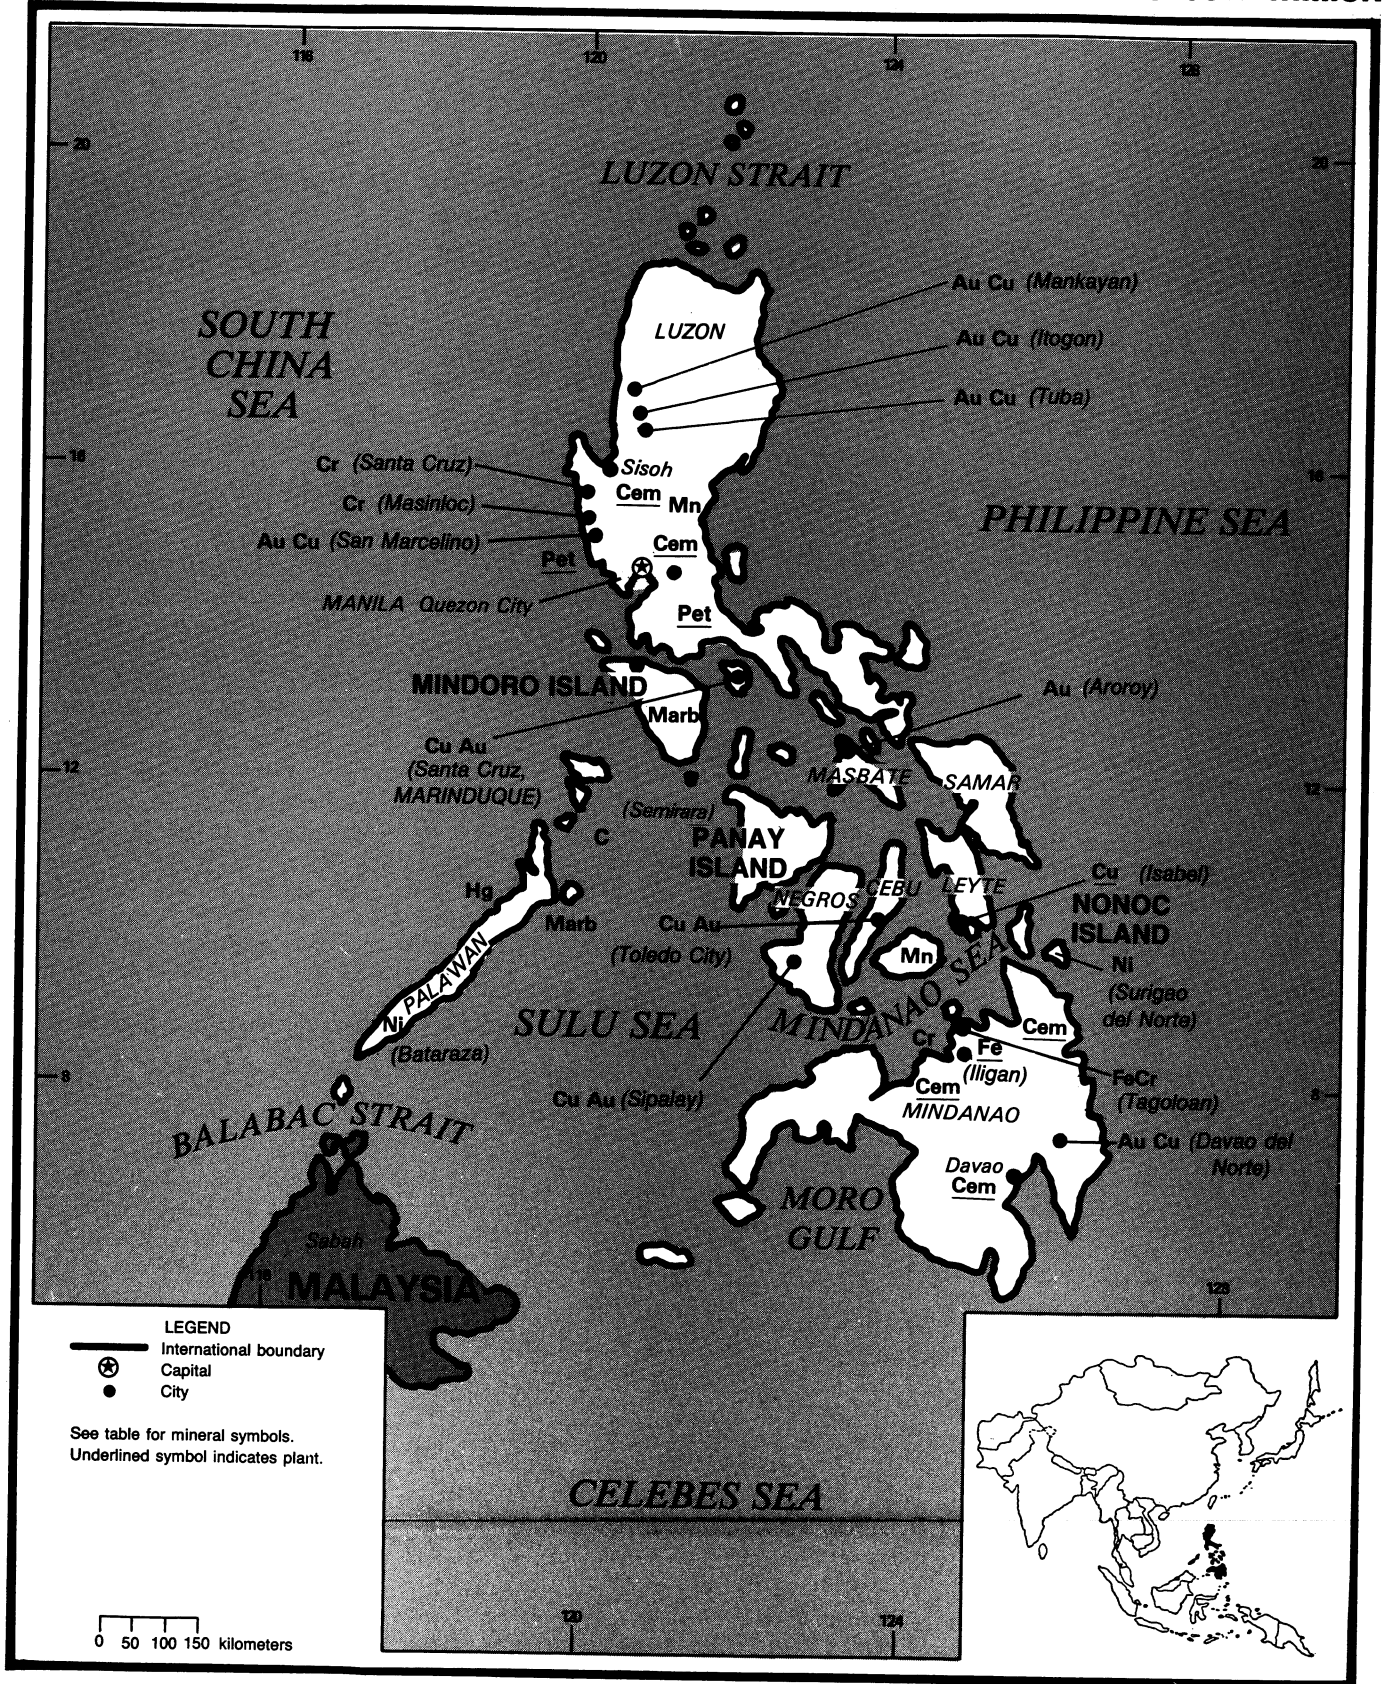 116
120
124
128
20
20
LUZON STRAIT
Au Cu (Mankayan)
SOUTH
CHINA
SEA
LUZON
Au Cu (Itogon)
Au Cu (Tuba)
16
16
Cr (Santa Cruz)
Sisoh
Cem
Mn
Cr (Masinloc)
Au Cu (San Marcelino)
Cem
PHILIPPINE SEA
Pet
MANILA Quezon City
Pet
MINDORO ISLAND
Marb
Au (Aroroy)
Cu Au
(Santa Cruz,
MARINDUQUE)
12
12
MASBATE
SAMAR
(Semirara)
C
PANAY
ISLAND
NEGROS
CEBU
LEYTE
Cu (Isabel)
NONOC
ISLAND
Hg
Marb
Cu Au
(Toledo City)
Mn
Ni
(Surigao
del Norte)
PALAWAN
Ni
(Bataraza)
SULU SEA
MINDANAO SEA
Cr
Cem
Fe
(Iligan)
FeCr
(Tagoloan)
8
8
Cu Au (Sipalay)
Cem
MINDANAO
BALABAC STRAIT
Au Cu (Davao del
Norte)
Davao
Cem
MORO
GULF
Sabah
116
MALAYSIA
128
LEGEND
International boundary
Capital
City
See table for mineral symbols.
Underlined symbol indicates plant.
CELEBES SEA
120
124
0 50 100 150 kilometers